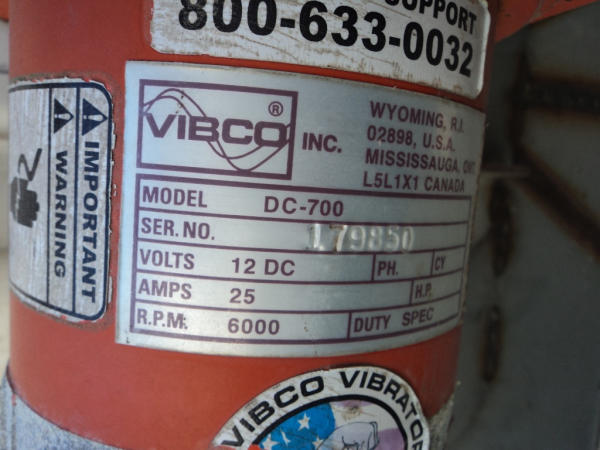 SUPPORT
800-633-0032
VIBCO ® INC.
WYOMING, R.I.
02898, U.S.A.
MISSISSAUGA, ONT
L5L1X1 CANADA
MODEL DC-700
SER. NO. 179850
VOLTS 12 DC PH. CY
AMPS 25 H.P.
R.P.M. 6000 DUTY SPEC
IMPORTANT
WARNING
VIBCO VIBRATOR